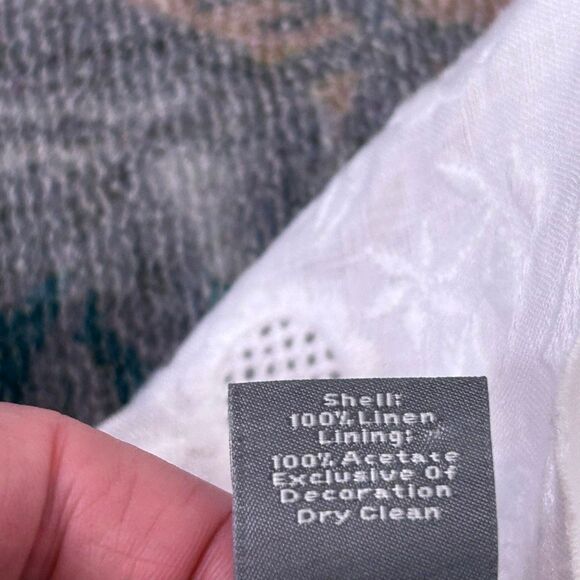 Shell:
100% Linen
Lining:
100% Acetate
Exclusive Of
Decoration
Dry Clean